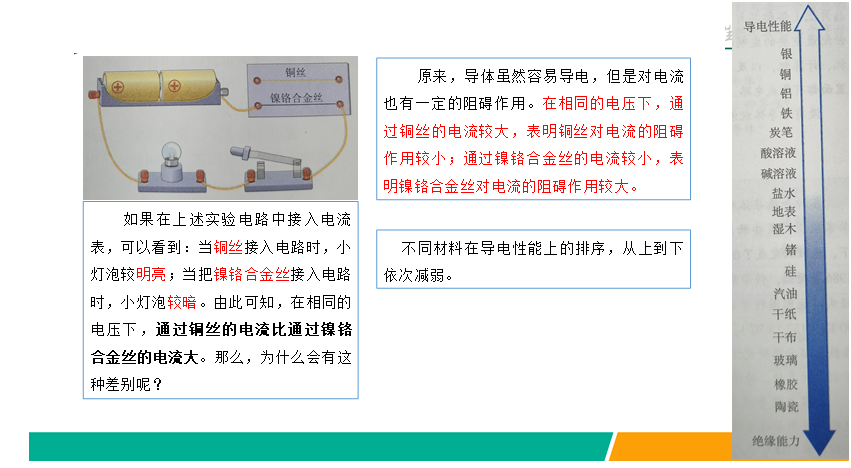 铜丝
镍铬合金丝
如果在上述实验电路中接入电流
表，可以看到：当铜丝接入电路时，小
灯泡较明亮；当把镍铬合金丝接入电路
时，小灯泡较暗。由此可知，在相同的
电压下，通过铜丝的电流比通过镍铬
合金丝的电流大。那么，为什么会有这
种差别呢？
原来，导体虽然容易导电，但是对电流
也有一定的阻碍作用。在相同的电压下，通
过铜丝的电流较大，表明铜丝对电流的阻碍
作用较小；通过镍铬合金丝的电流较小，表
明镍铬合金丝对电流的阻碍作用较大。
不同材料在导电性能上的排序，从上到下
依次减弱。
导电性能
银
铜
铝
铁
炭笔
酸溶液
碱溶液
盐水
地表
湿木
锗
硅
汽油
干纸
干布
玻璃
橡胶
陶瓷
绝缘能力